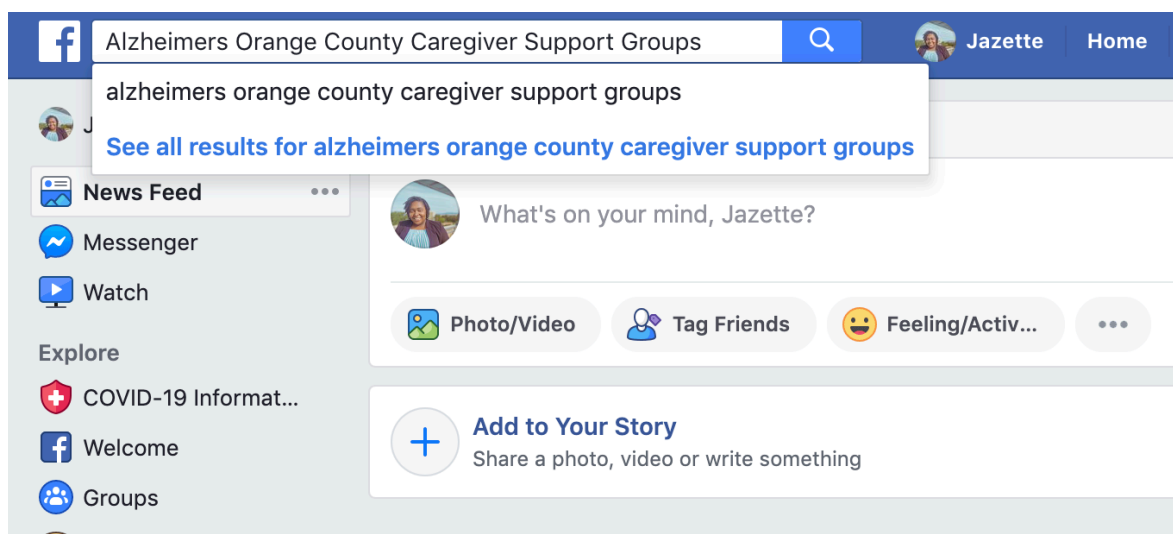 Alzheimers Orange County Caregiver Support Groups
Jazette
Home
alzheimers orange county caregiver support groups
See all results for alzheimers orange county caregiver support groups
News Feed
What's on your mind, Jazette?
Messenger
Watch
Photo/Video
Tag Friends
Feeling/Activ...
Explore
COVID-19 Informat...
Add to Your Story
Share a photo, video or write something
Welcome
Groups